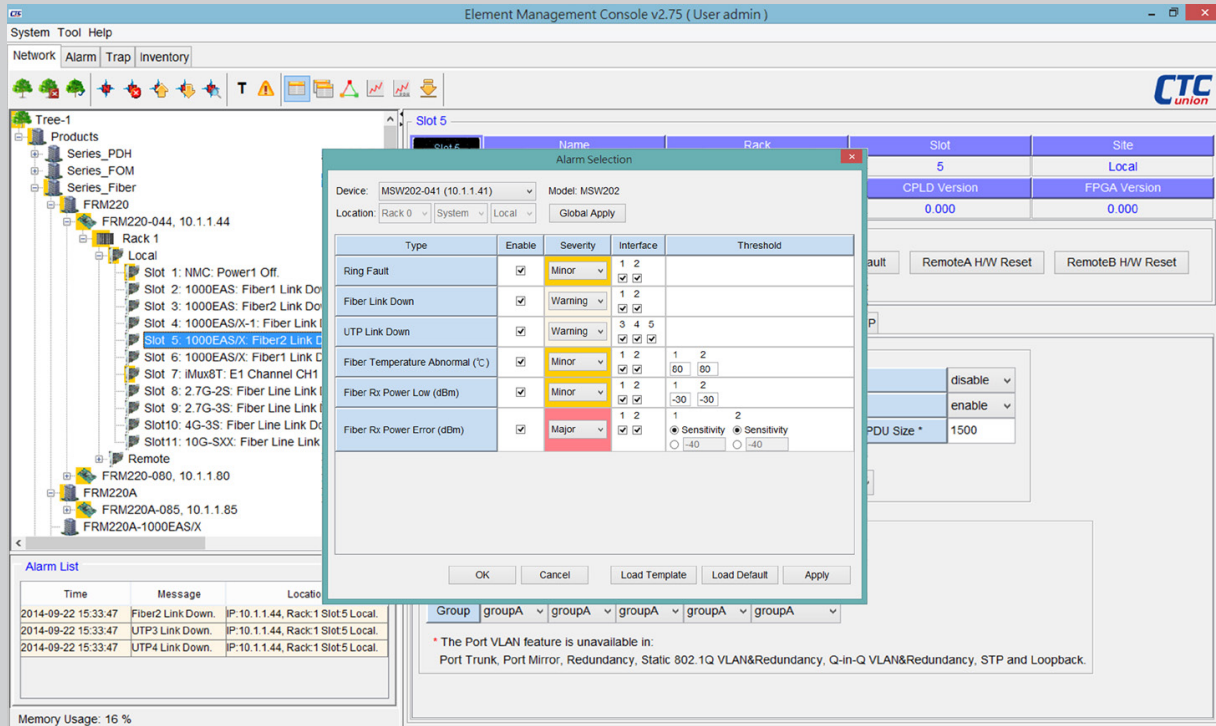 CTC
Element Management Console v2.75 ( User admin )
System Tool Help
Network Alarm Trap Inventory
T
CTC
union
Tree-1
Products
Series_PDH
Series_FOM
Series_Fiber
FRM220
FRM220-044, 10.1.1.44
Rack 1
Local
Slot 1: NMC: Power1 Off.
Slot 2: 1000EAS: Fiber1 Link Do
Slot 3: 1000EAS: Fiber2 Link Do
Slot 4: 1000EAS/X-1: Fiber Link
Slot 5: 1000EAS/X: Fiber2 Link D
Slot 6: 1000EAS/X: Fiber1 Link D
Slot 7: iMux8T: E1 Channel CH1
Slot 8: 2.7G-2S: Fiber Line Link
Slot 9: 2.7G-3S: Fiber Line Link
Slot10: 4G-3S: Fiber Line Link Do
Slot11: 10G-SXX: Fiber Line Link
Remote
FRM220-080, 10.1.1.80
FRM220A
FRM220A-085, 10.1.1.85
FRM220A-1000EAS/X
Alarm List
Time Message Locatio
2014-09-22 15:33:47 Fiber2 Link Down. IP:10.1.1.44, Rack:1 Slot:5 Local.
2014-09-22 15:33:47 UTP3 Link Down. IP:10.1.1.44, Rack:1 Slot:5 Local.
2014-09-22 15:33:47 UTP4 Link Down. IP:10.1.1.44, Rack:1 Slot:5 Local.
Memory Usage: 16 %
Slot 5
Slot 5 Name Rack Slot Site
5 Local
CPLD Version FPGA Version
0.000 0.000
ault RemoteA H/W Reset RemoteB H/W Reset
P
disable
enable
PDU Size * 1500
Alarm Selection
Device: MSW202-041 (10.1.1.41) Model: MSW202
Location: Rack 0 System Local Global Apply
Type Enable Severity Interface Threshold
Ring Fault Minor 1 2
Fiber Link Down Warning 1 2
UTP Link Down Warning 3 4 5
Fiber Temperature Abnormal (℃) Minor 1 2 1 2
80 80
Fiber Rx Power Low (dBm) Minor 1 2 1 2
-30 -30
Fiber Rx Power Error (dBm) Major 1 2 1 2
Sensitivity Sensitivity
-40 -40
OK Cancel Load Template Load Default Apply
Group groupA groupA groupA groupA groupA
* The Port VLAN feature is unavailable in:
Port Trunk, Port Mirror, Redundancy, Static 802.1Q VLAN&Redundancy, Q-in-Q VLAN&Redundancy, STP and Loopback.